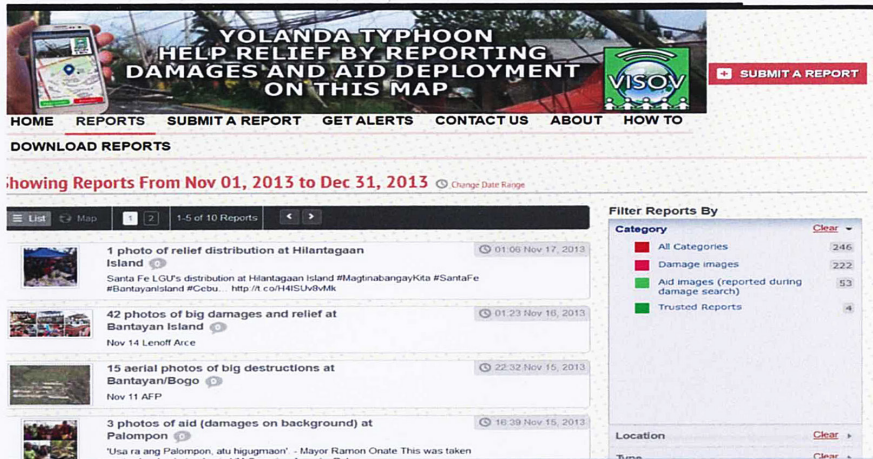 YOLANDA TYPHOON
HELP RELIEF BY REPORTING
DAMAGES AND AID DEPLOYMENT
ON THIS MAP
VISOV
SUBMIT A REPORT
HOME REPORTS SUBMIT A REPORT GET ALERTS CONTACT US ABOUT HOW TO
DOWNLOAD REPORTS
Showing Reports From Nov 01, 2013 to Dec 31, 2013 Change Date Range
List Map 1 2 1-5 of 10 Reports
1 photo of relief distribution at Hilantagaan
Island 0
01:06 Nov 17, 2013
Santa Fe LGU's distribution at Hilantagaan Island #MagtinabangayKita #SantaFe
#BantayanIsland #Cebu... http://t.co/H4ISUv8vMk
42 photos of big damages and relief at
Bantayan Island 0
01:23 Nov 16, 2013
Nov 14 Lenoff Arce
15 aerial photos of big destructions at
Bantayan/Bogo 0
22:32 Nov 15, 2013
Nov 11 AFP
3 photos of aid (damages on background) at
Palompon 0
16:39 Nov 15, 2013
'Usa ra ang Palompon, atu higugmaon'. - Mayor Ramon Onate This was taken
Filter Reports By
Category Clear
All Categories 246
Damage images 222
Aid images (reported during 53
damage search)
Trusted Reports 4
Location Clear
Type Clear